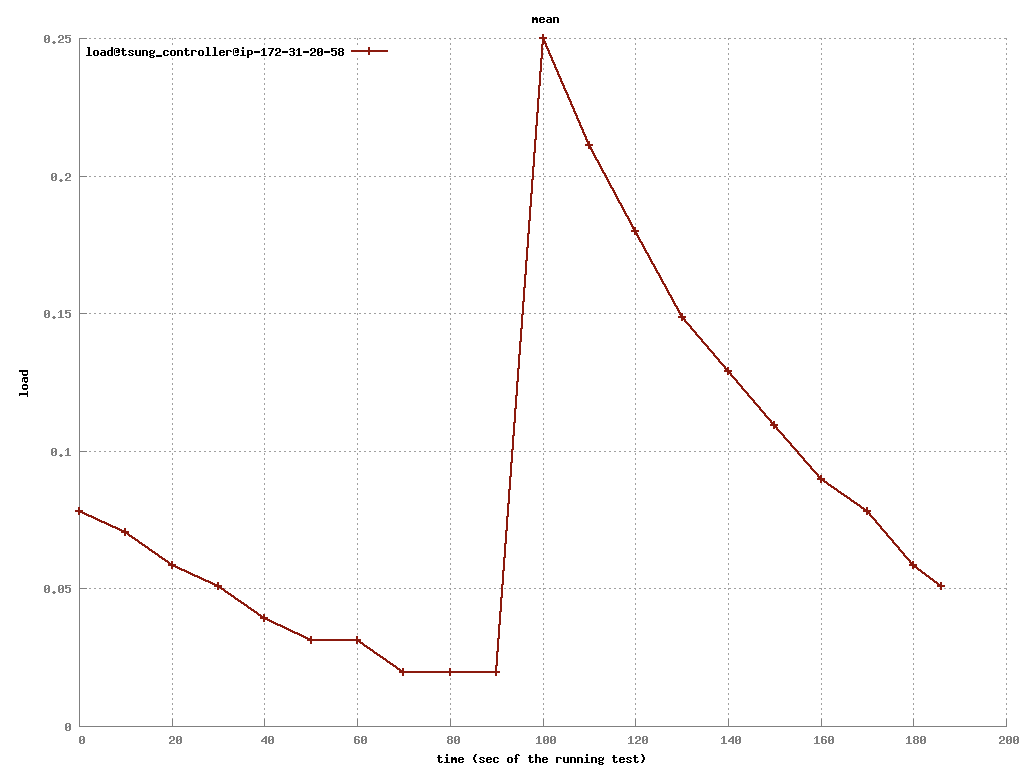 mean
load@tsung_controller@ip-172-31-20-58
0.25
0.2
0.15
0.1
0.05
0
load
0 20 40 60 80 100 120 140 160 180 200
time (sec of the running test)